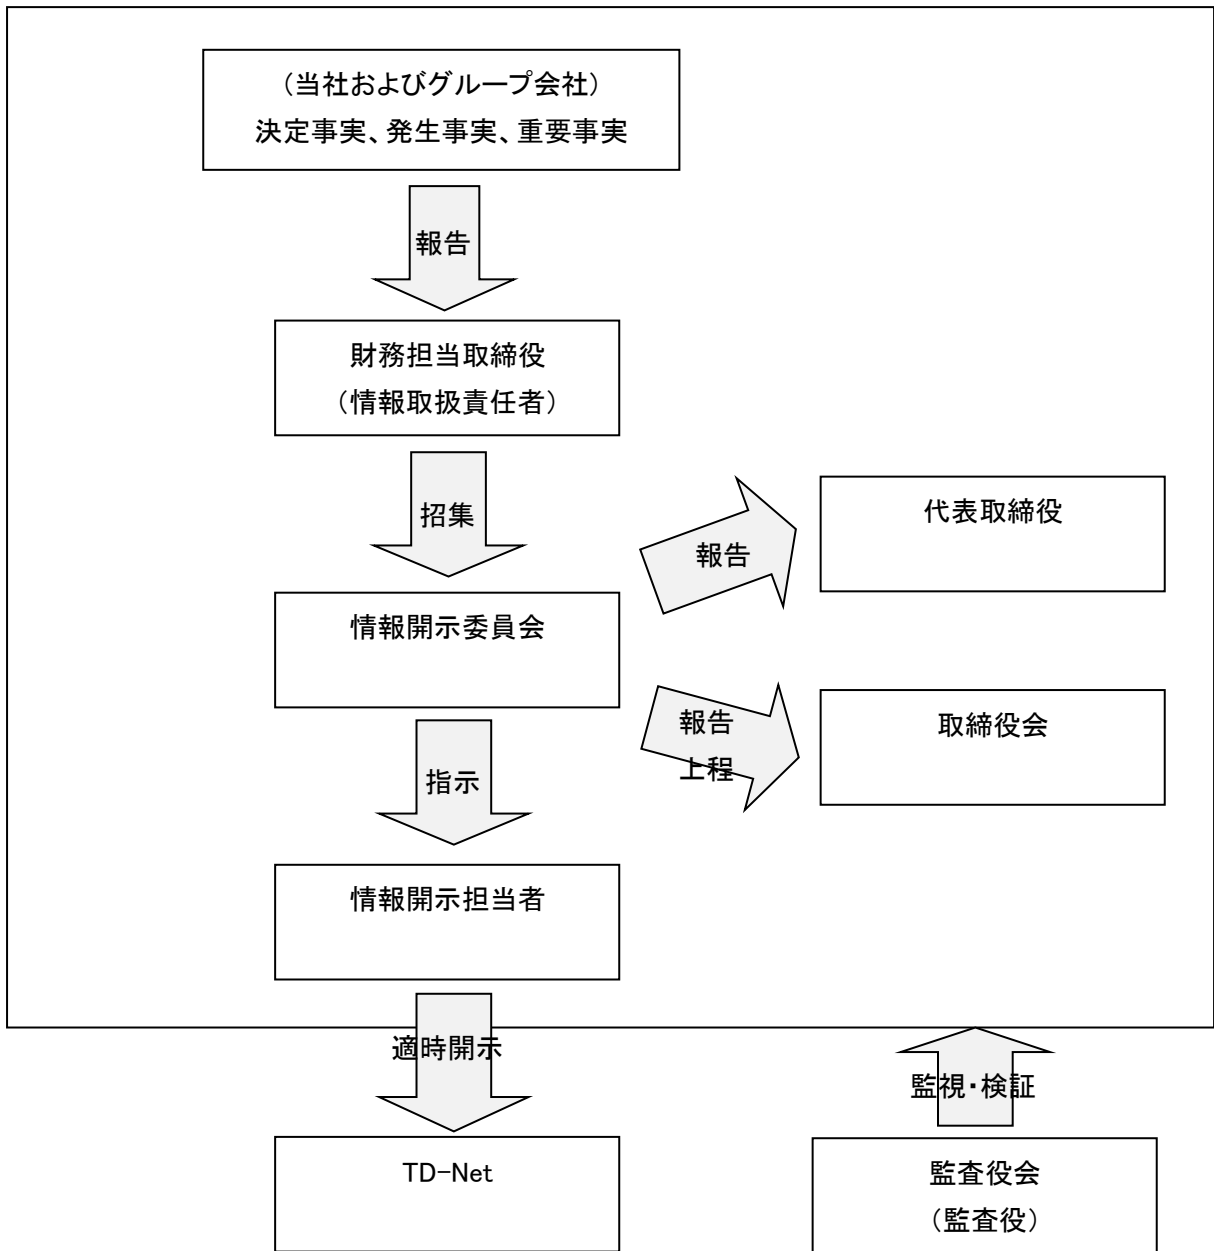 （当社およびグループ会社）
決定事実、発生事実、重要事実
報告
財務担当取締役
（情報取扱責任者）
招集
代表取締役
報告
情報開示委員会
報告
上程
取締役会
指示
情報開示担当者
適時開示
監視・検証
TD-Net
監査役会
（監査役）